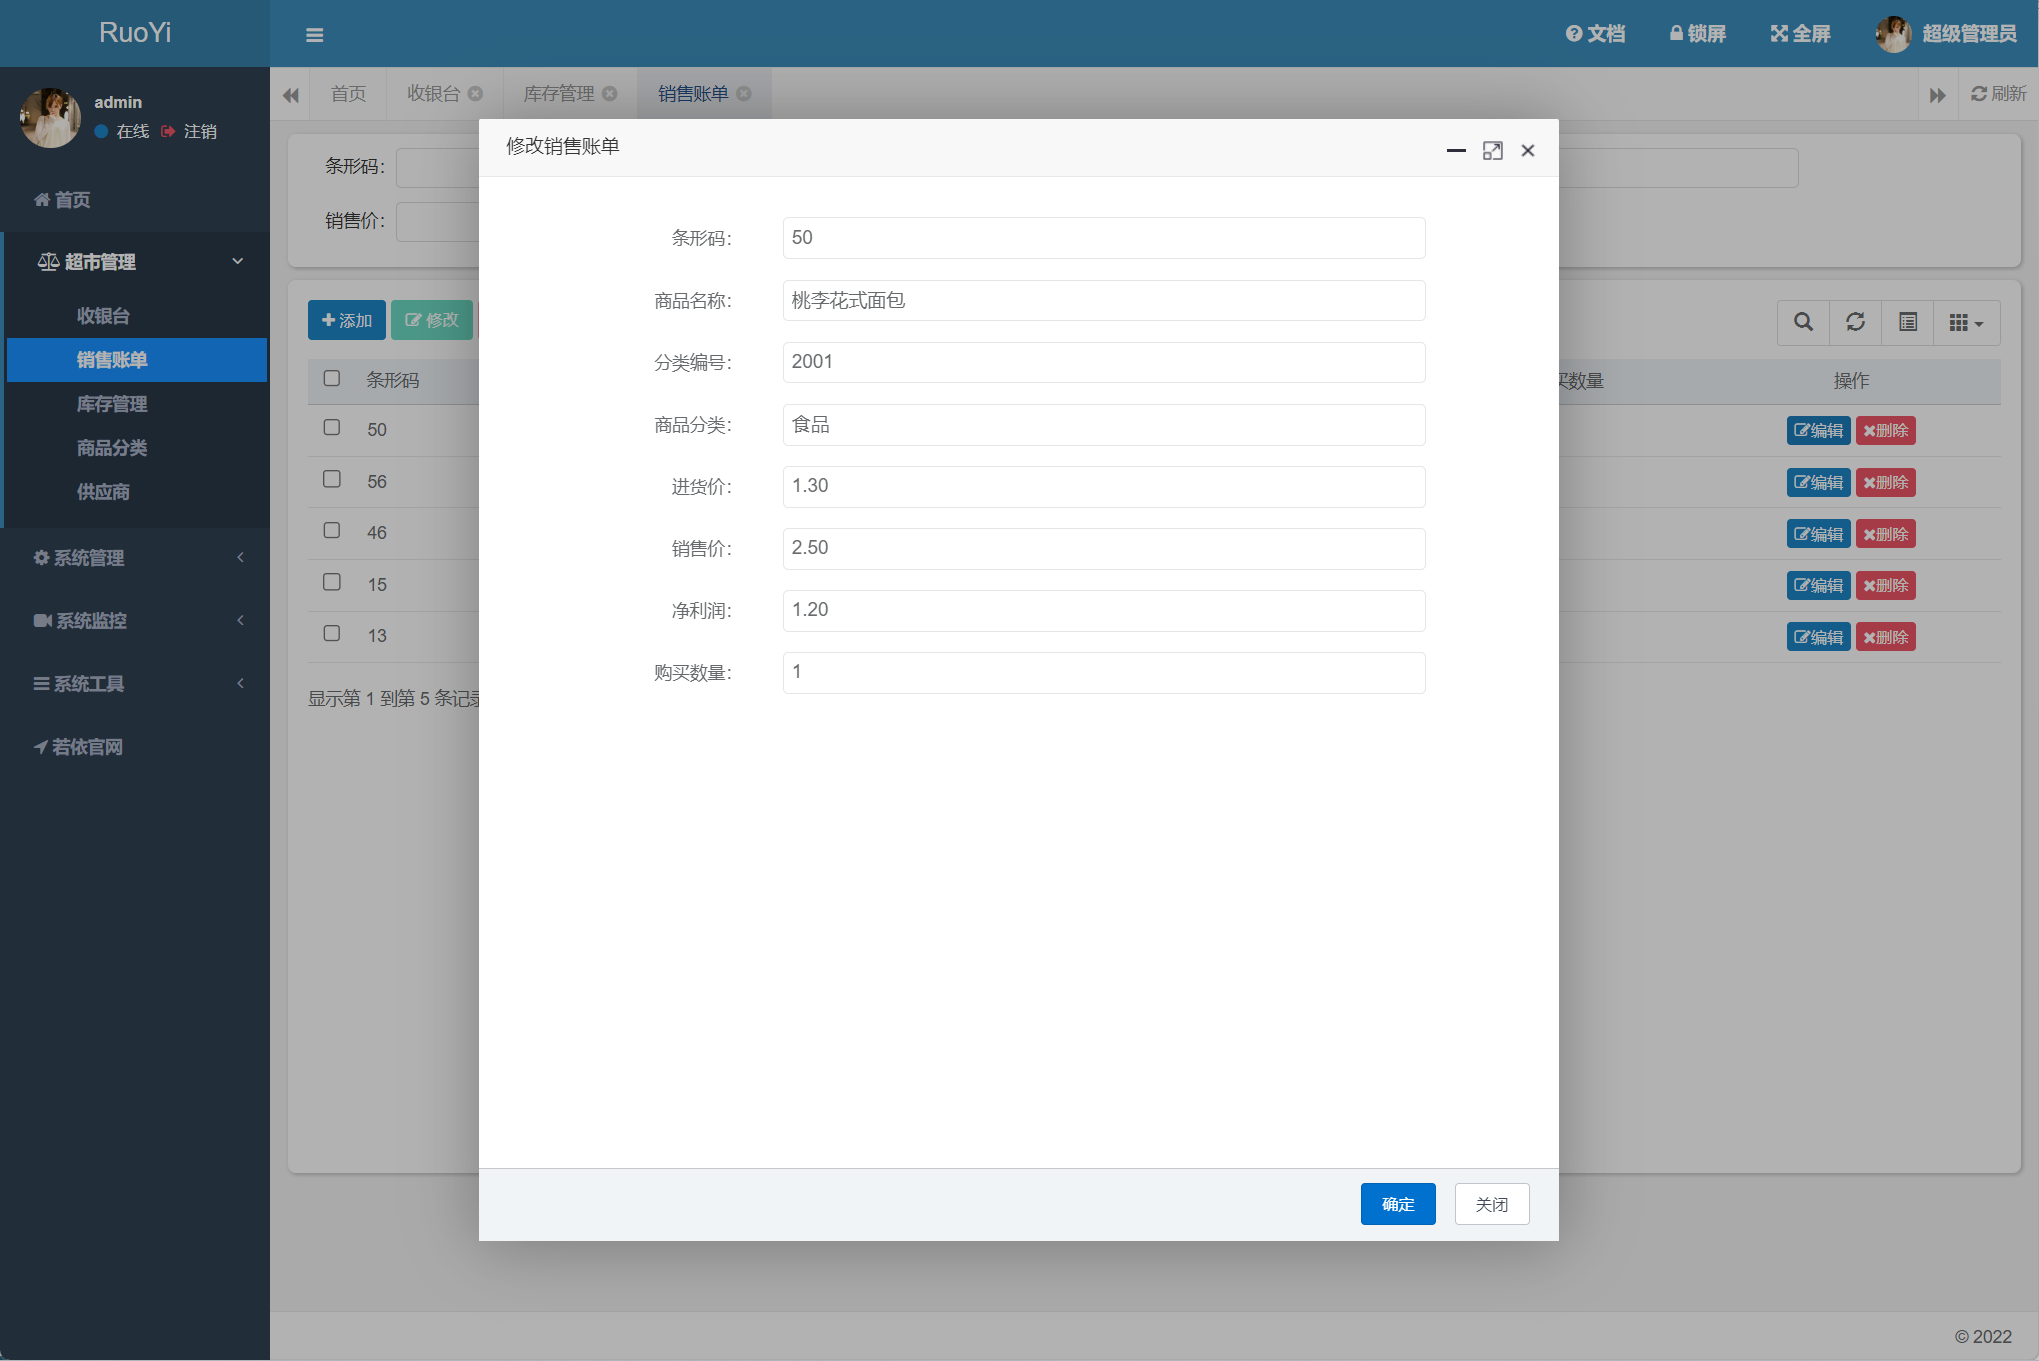 RuoYi
文档 锁屏 全屏 超级管理员
admin
在线 注销
首页 收银台 库存管理 销售账单 刷新
首页
超市管理
收银台
销售账单
库存管理
商品分类
供应商
系统管理
系统监控
系统工具
若依官网
条形码：
销售价：
添加 修改
条形码 买数量 操作
50 编辑 删除
56 编辑 删除
46 编辑 删除
15 编辑 删除
13 编辑 删除
显示第 1 到第 5 条记录
修改销售账单
条形码： 50
商品名称： 桃李花式面包
分类编号： 2001
商品分类： 食品
进货价： 1.30
销售价： 2.50
净利润： 1.20
购买数量： 1
确定 关闭
© 2022